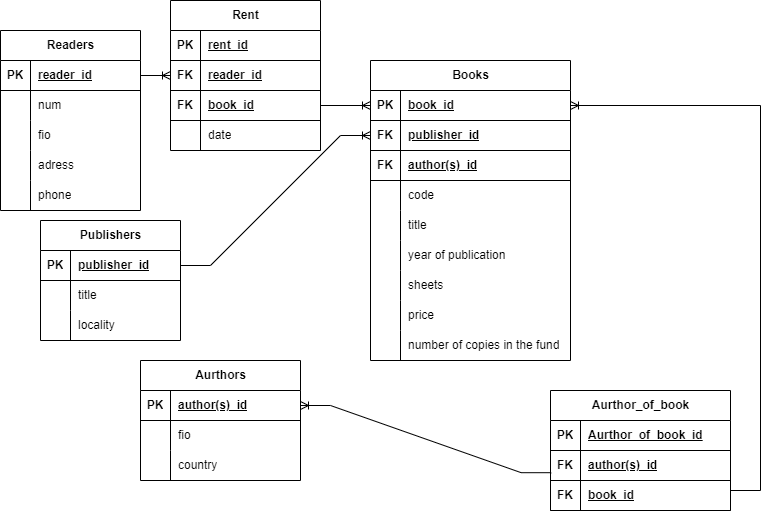 Readers
PK reader_id
num
fio
adress
phone
Rent
PK rent_id
FK reader_id
FK book_id
date
Books
PK book_id
FK publisher_id
FK author(s)_id
code
title
year of publication
sheets
price
number of copies in the fund
Publishers
PK publisher_id
title
locality
Aurthors
PK author(s)_id
fio
country
Aurthor_of_book
PK Aurthor_of_book_id
FK author(s)_id
FK book_id